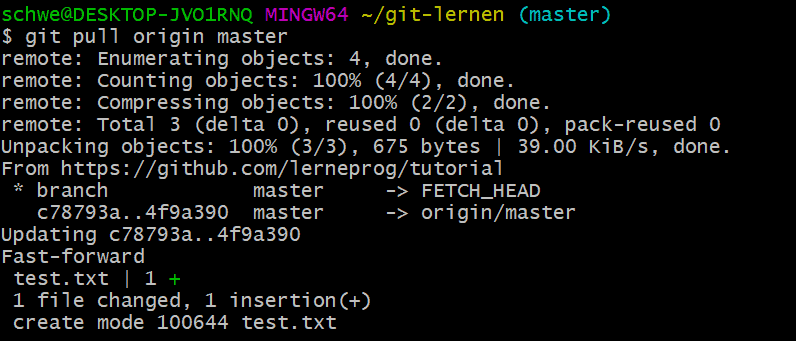 schwe@DESKTOP-JVO1RNQ MINGW64 ~/git-lernen (master)
$ git pull origin master
remote: Enumerating objects: 4, done.
remote: Counting objects: 100% (4/4), done.
remote: Compressing objects: 100% (2/2), done.
remote: Total 3 (delta 0), reused 0 (delta 0), pack-reused 0
Unpacking objects: 100% (3/3), 675 bytes | 39.00 KiB/s, done.
From https://github.com/lerneprog/tutorial
 * branch            master     -> FETCH_HEAD
   c78793a..4f9a390  master     -> origin/master
Updating c78793a..4f9a390
Fast-forward
 test.txt | 1 +
 1 file changed, 1 insertion(+)
 create mode 100644 test.txt